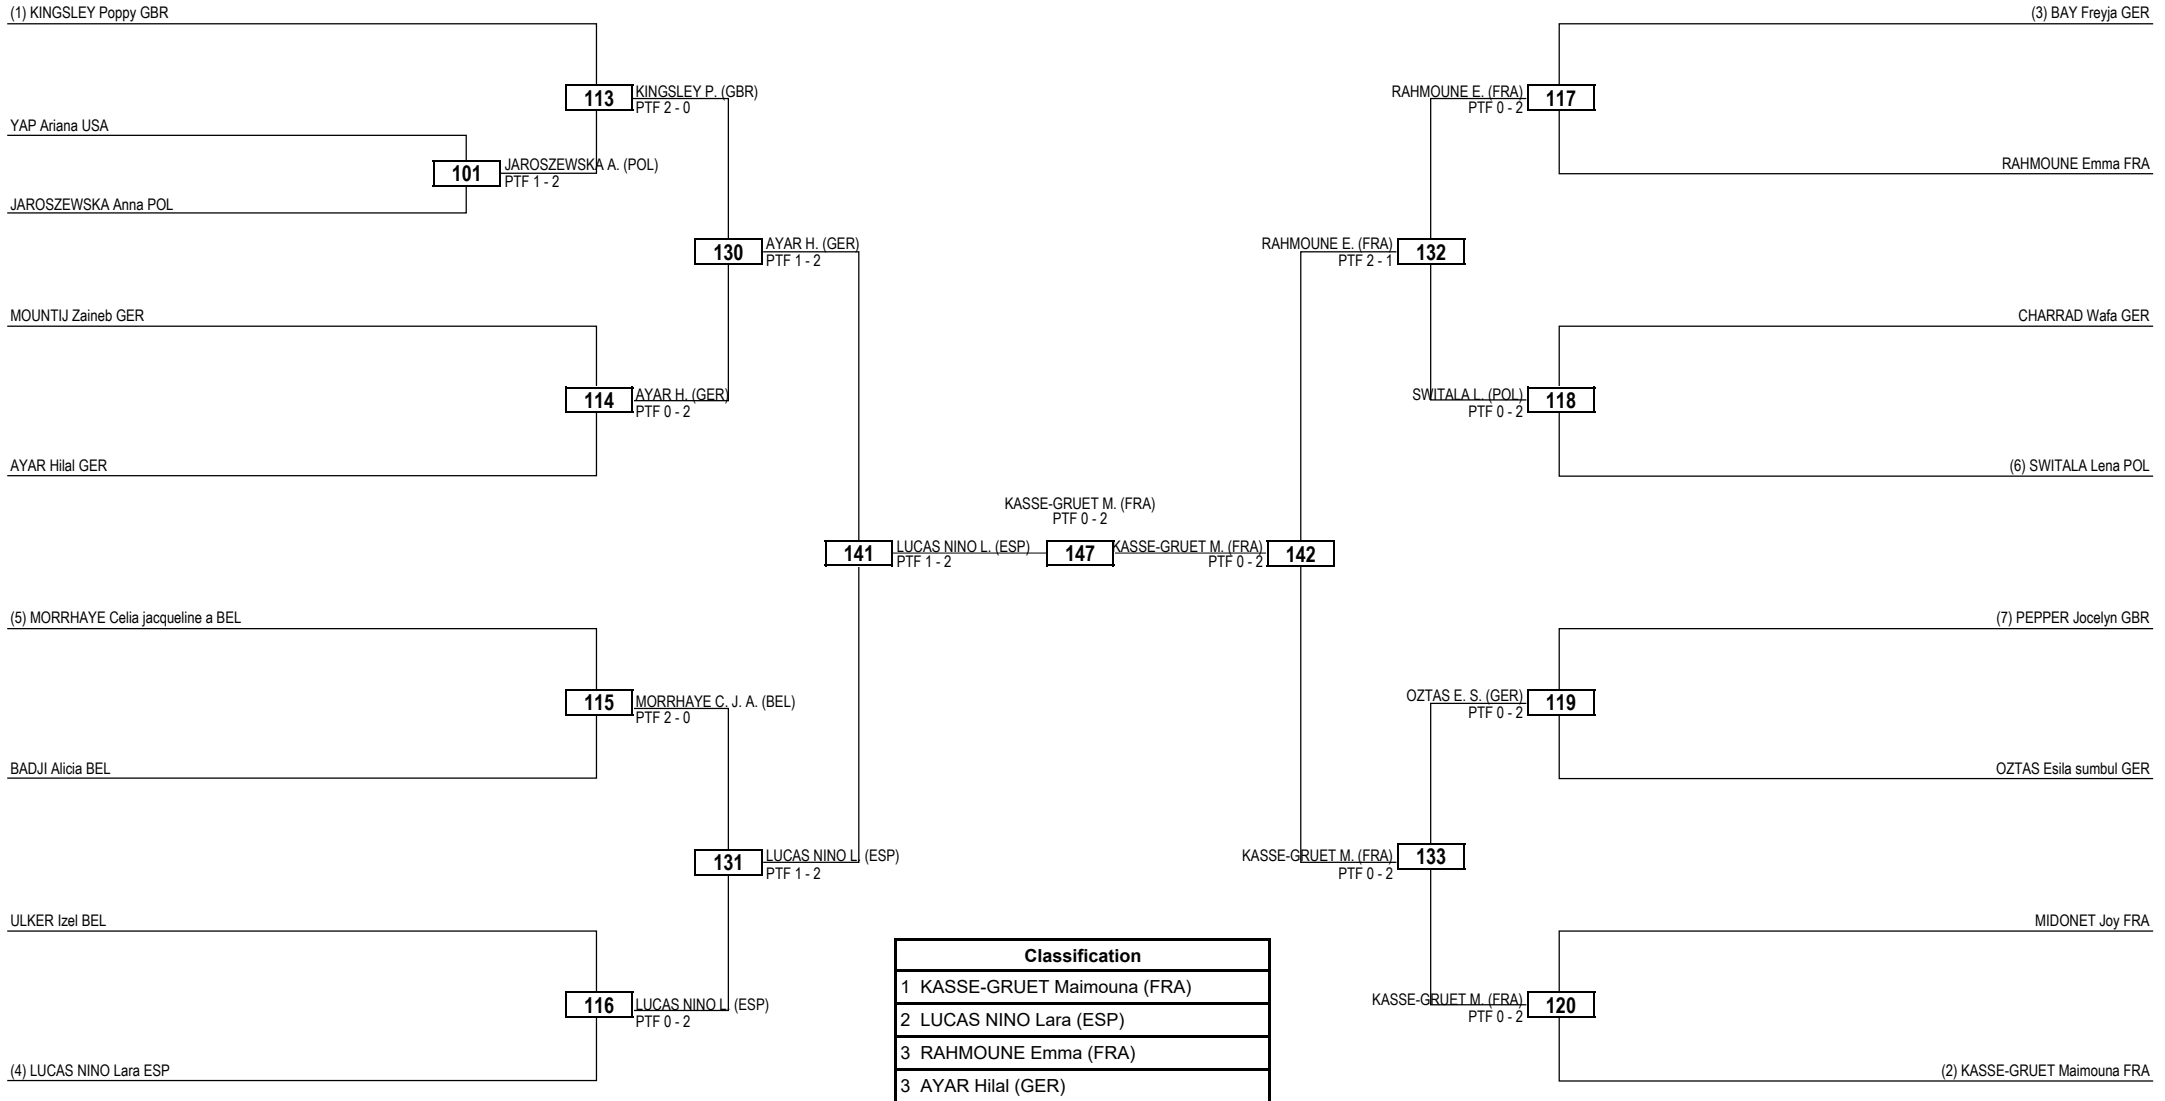 (1) KINGSLEY Poppy GBR
113
KINGSLEY P. (GBR)
PTF 2 - 0
YAP Ariana USA
101
JAROSZEWSKA A. (POL)
PTF 1 - 2
JAROSZEWSKA Anna POL
130
AYAR H. (GER)
PTF 1 - 2
MOUNTIJ Zaineb GER
114
AYAR H. (GER)
PTF 0 - 2
AYAR Hilal GER
141
LUCAS NINO L. (ESP)
PTF 1 - 2
(5) MORRHAYE Celia jacqueline a BEL
115
MORRHAYE C. J. A. (BEL)
PTF 2 - 0
BADJI Alicia BEL
131
LUCAS NINO L. (ESP)
PTF 1 - 2
ULKER Izel BEL
116
LUCAS NINO L. (ESP)
PTF 0 - 2
(4) LUCAS NINO Lara ESP
KASSE-GRUET M. (FRA)
PTF 0 - 2
147
(3) BAY Freyja GER
RAHMOUNE E. (FRA)
PTF 0 - 2
117
RAHMOUNE Emma FRA
RAHMOUNE E. (FRA)
PTF 2 - 1
132
CHARRAD Wafa GER
SWITALA L. (POL)
PTF 0 - 2
118
(6) SWITALA Lena POL
KASSE-GRUET M. (FRA)
PTF 0 - 2
142
(7) PEPPER Jocelyn GBR
OZTAS E. S. (GER)
PTF 0 - 2
119
OZTAS Esila sumbul GER
KASSE-GRUET M. (FRA)
PTF 0 - 2
133
MIDONET Joy FRA
KASSE-GRUET M. (FRA)
PTF 0 - 2
120
(2) KASSE-GRUET Maimouna FRA
Classification
1 KASSE-GRUET Maimouna (FRA)
2 LUCAS NINO Lara (ESP)
3 RAHMOUNE Emma (FRA)
3 AYAR Hilal (GER)